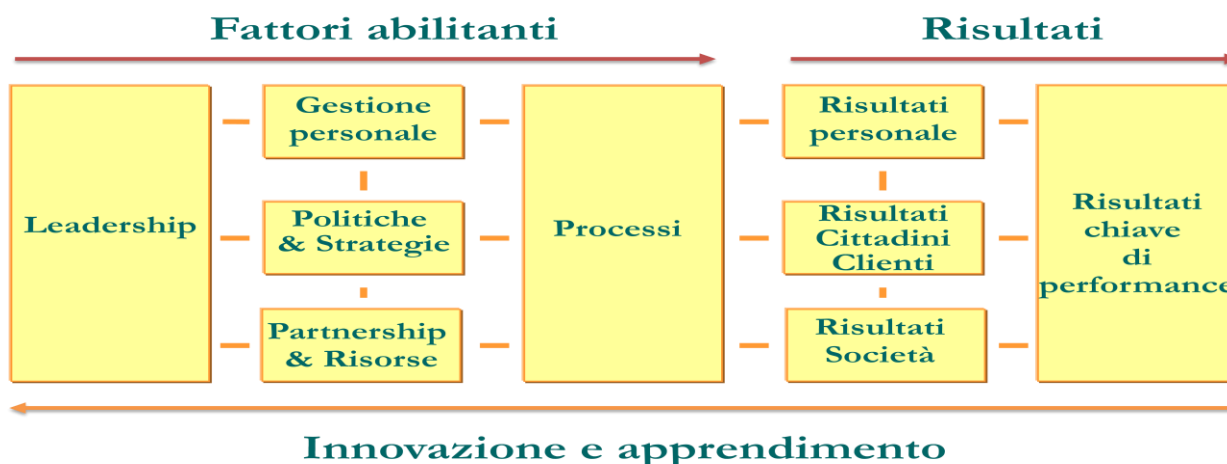 Fattori abilitanti
Risultati
Leadership
Gestione
personale
Politiche
& Strategie
Partnership
& Risorse
Processi
Risultati
personale
Risultati
Cittadini
Clienti
Risultati
Società
Risultati
chiave
di
performance
Innovazione e apprendimento